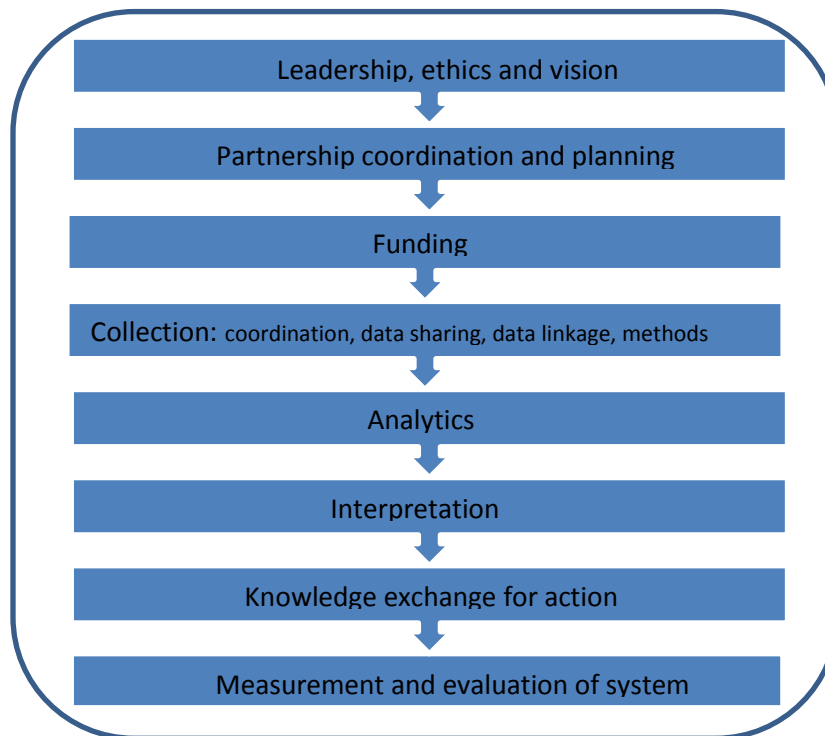 Leadership, ethics and vision
Partnership coordination and planning
Funding
Collection: coordination, data sharing, data linkage, methods
Analytics
Interpretation
Knowledge exchange for action
Measurement and evaluation of system